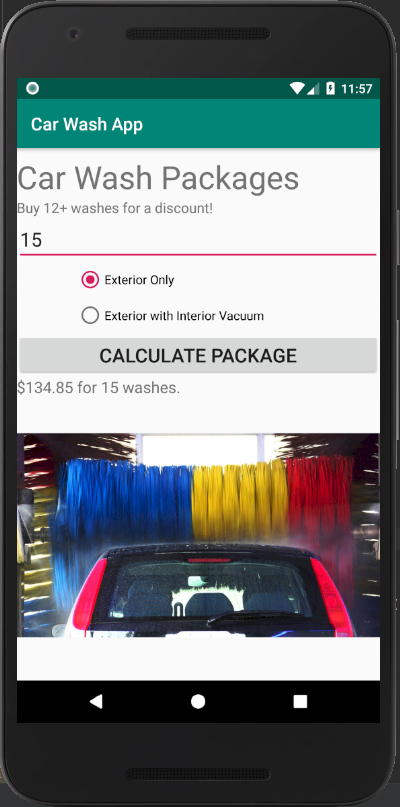 11:57
Car Wash App
Car Wash Packages
Buy 12+ washes for a discount!
15
Exterior Only
Exterior with Interior Vacuum
CALCULATE PACKAGE
$134.85 for 15 washes.